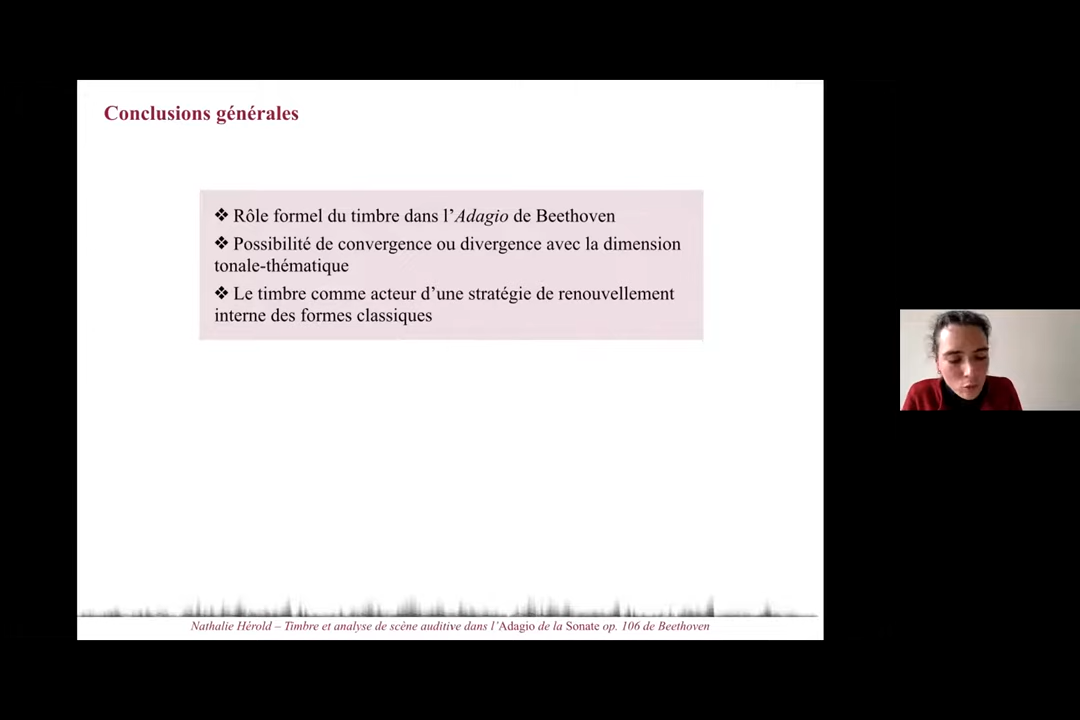 Conclusions générales
❖ Rôle formel du timbre dans l’Adagio de Beethoven
❖ Possibilité de convergence ou divergence avec la dimension
tonale-thématique
❖ Le timbre comme acteur d’une stratégie de renouvellement
interne des formes classiques
Nathalie Hérold – Timbre et analyse de scène auditive dans l’Adagio de la Sonate op. 106 de Beethoven